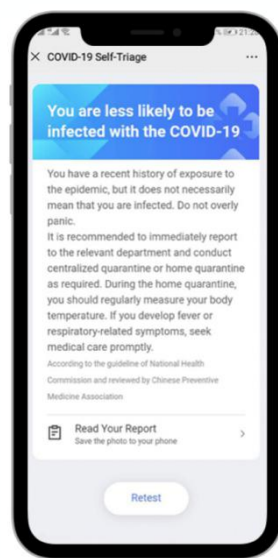 COVID-19 Self-Triage
You are less likely to be
infected with the COVID-19
You have a recent history of exposure to
the epidemic, but it does not necessarily
mean that you are infected. Do not overly
panic.
It is recommended to immediately report
to the relevant department and conduct
centralized quarantine or home quarantine
as required. During the home quarantine,
you should regularly measure your body
temperature. If you develop fever or
respiratory-related symptoms, seek
medical care promptly.
According to the guideline of National Health
Commission and reviewed by Chinese Preventive
Medicine Association
Read Your Report
Save the photo to your phone
Retest